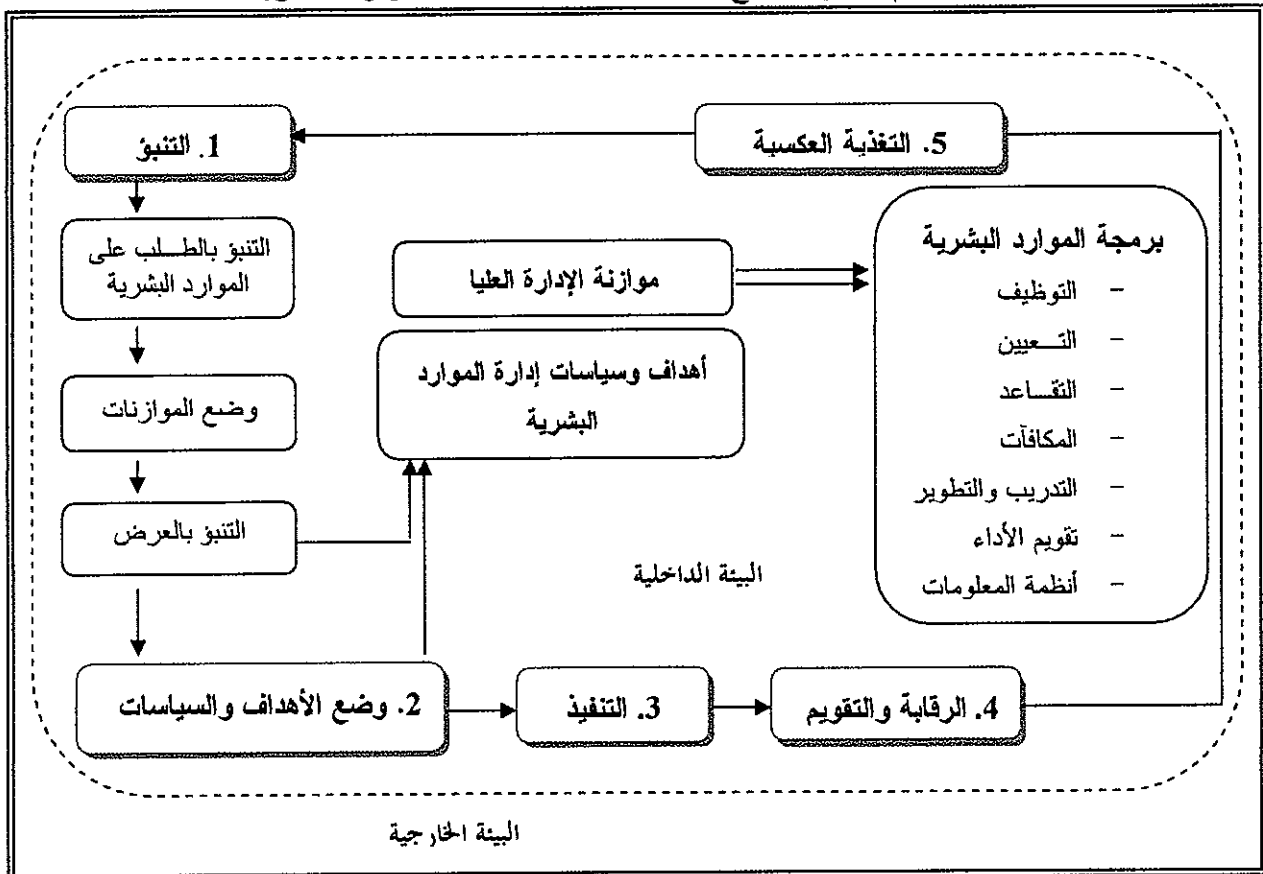 1. التنبؤ
5. التغذية العكسية
التنبؤ بالطلب على
الموارد البشرية
وضع الموازنات
التنبؤ بالعرض
موازنة الإدارة العليا
أهداف وسياسات إدارة الموارد
البشرية
برمجة الموارد البشرية
- التوظيف
- التعيين
- التقاعد
- المكافآت
- التدريب والتطوير
- تقويم الأداء
- أنظمة المعلومات
البيئة الداخلية
2. وضع الأهداف والسياسات
3. التنفيذ
4. الرقابة والتقويم
البيئة الخارجية